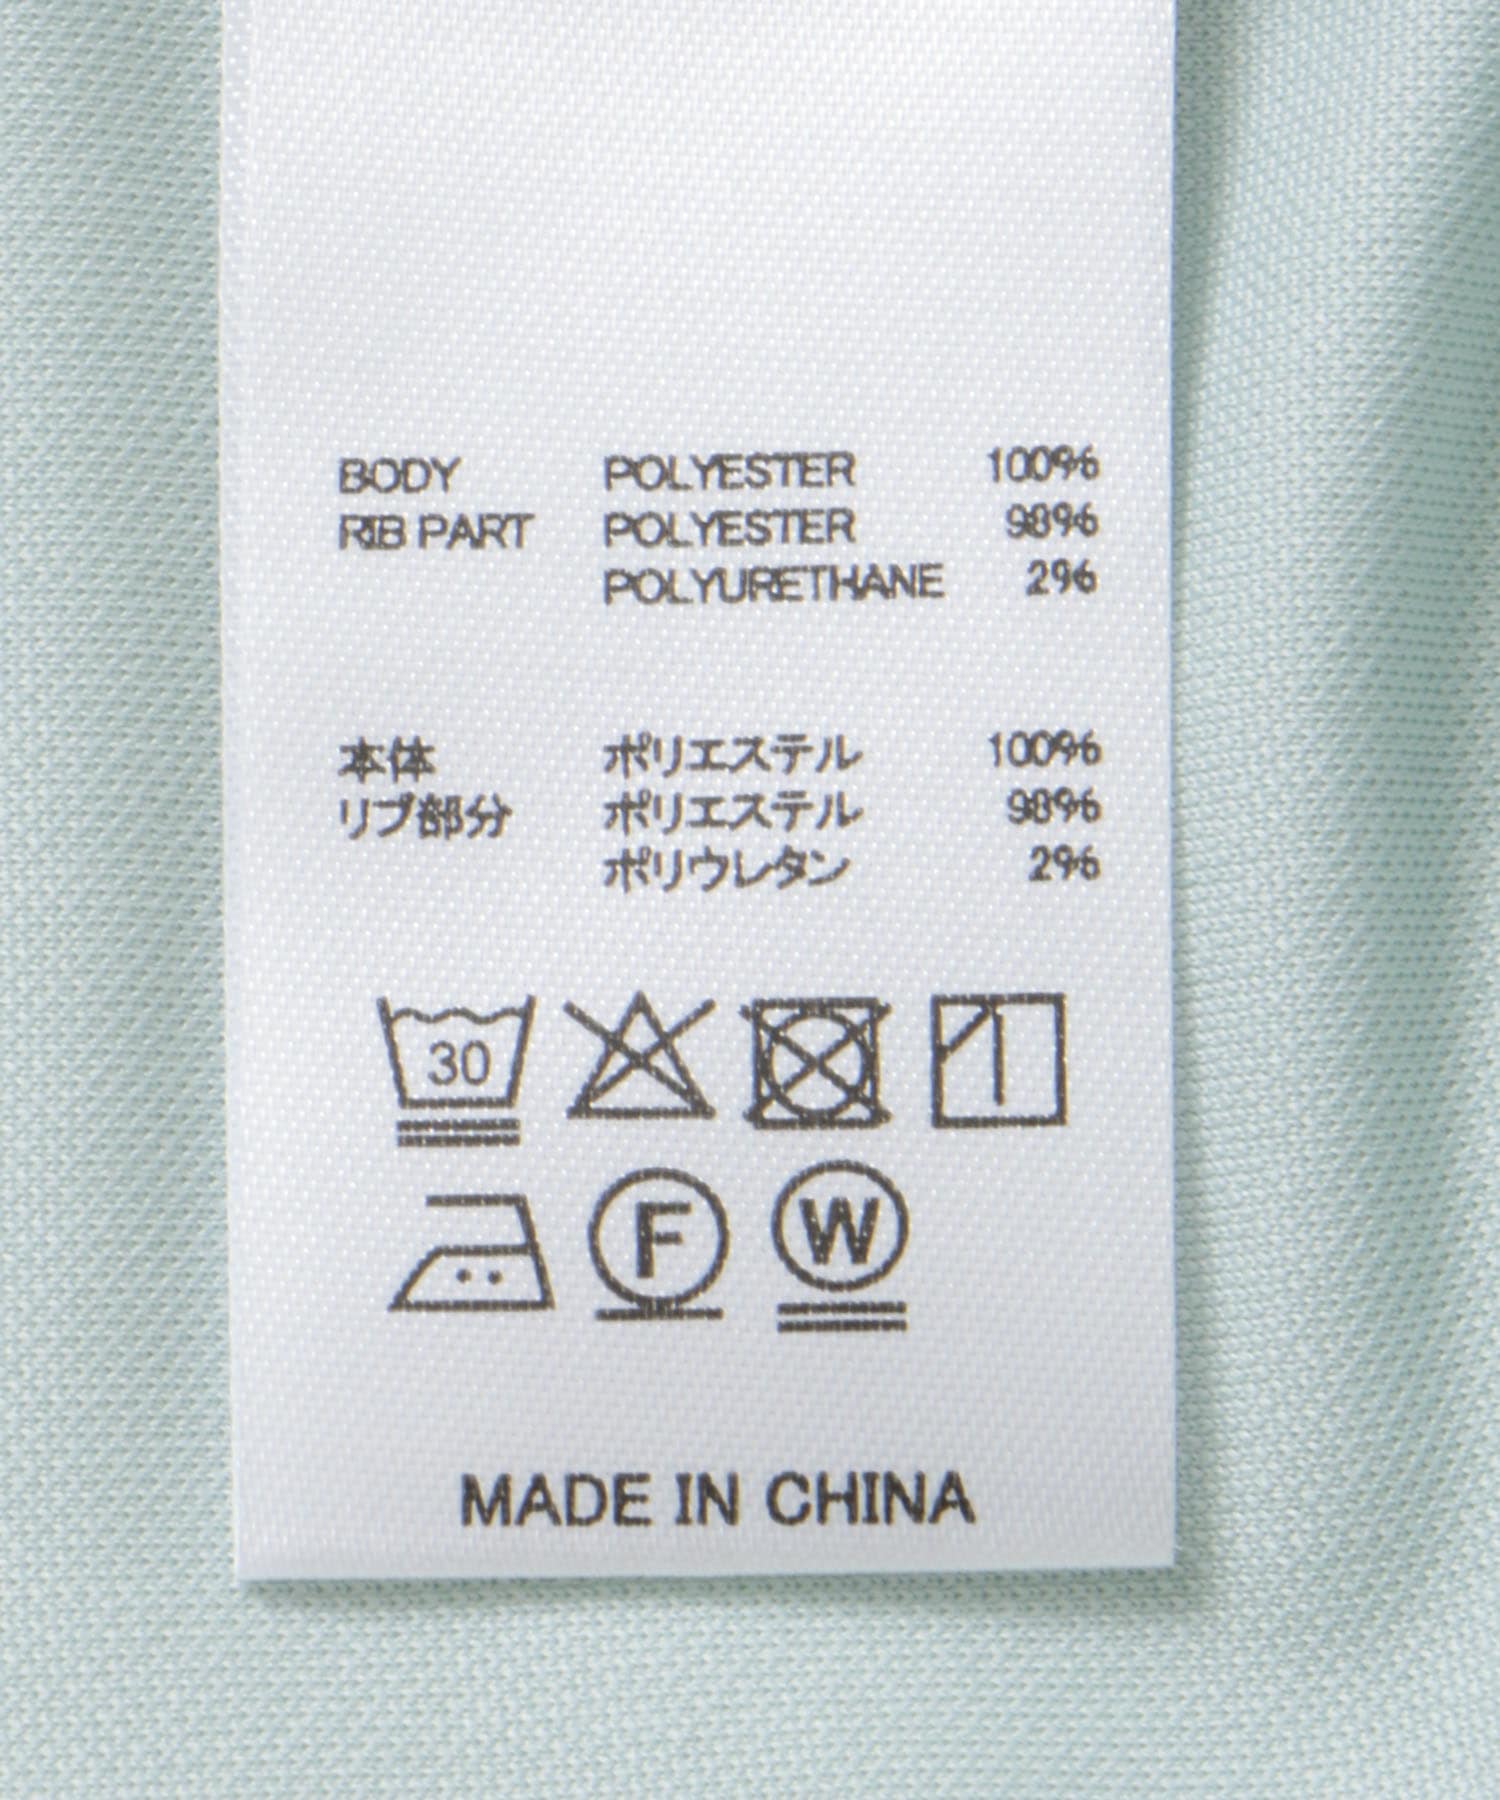 BODY POLYESTER 100%
RIB PART POLYESTER 98%
POLYURETHANE 2%
本体 ポリエステル 100%
リブ部分 ポリエステル 98%
ポリウレタン 2%
30
F W
MADE IN CHINA